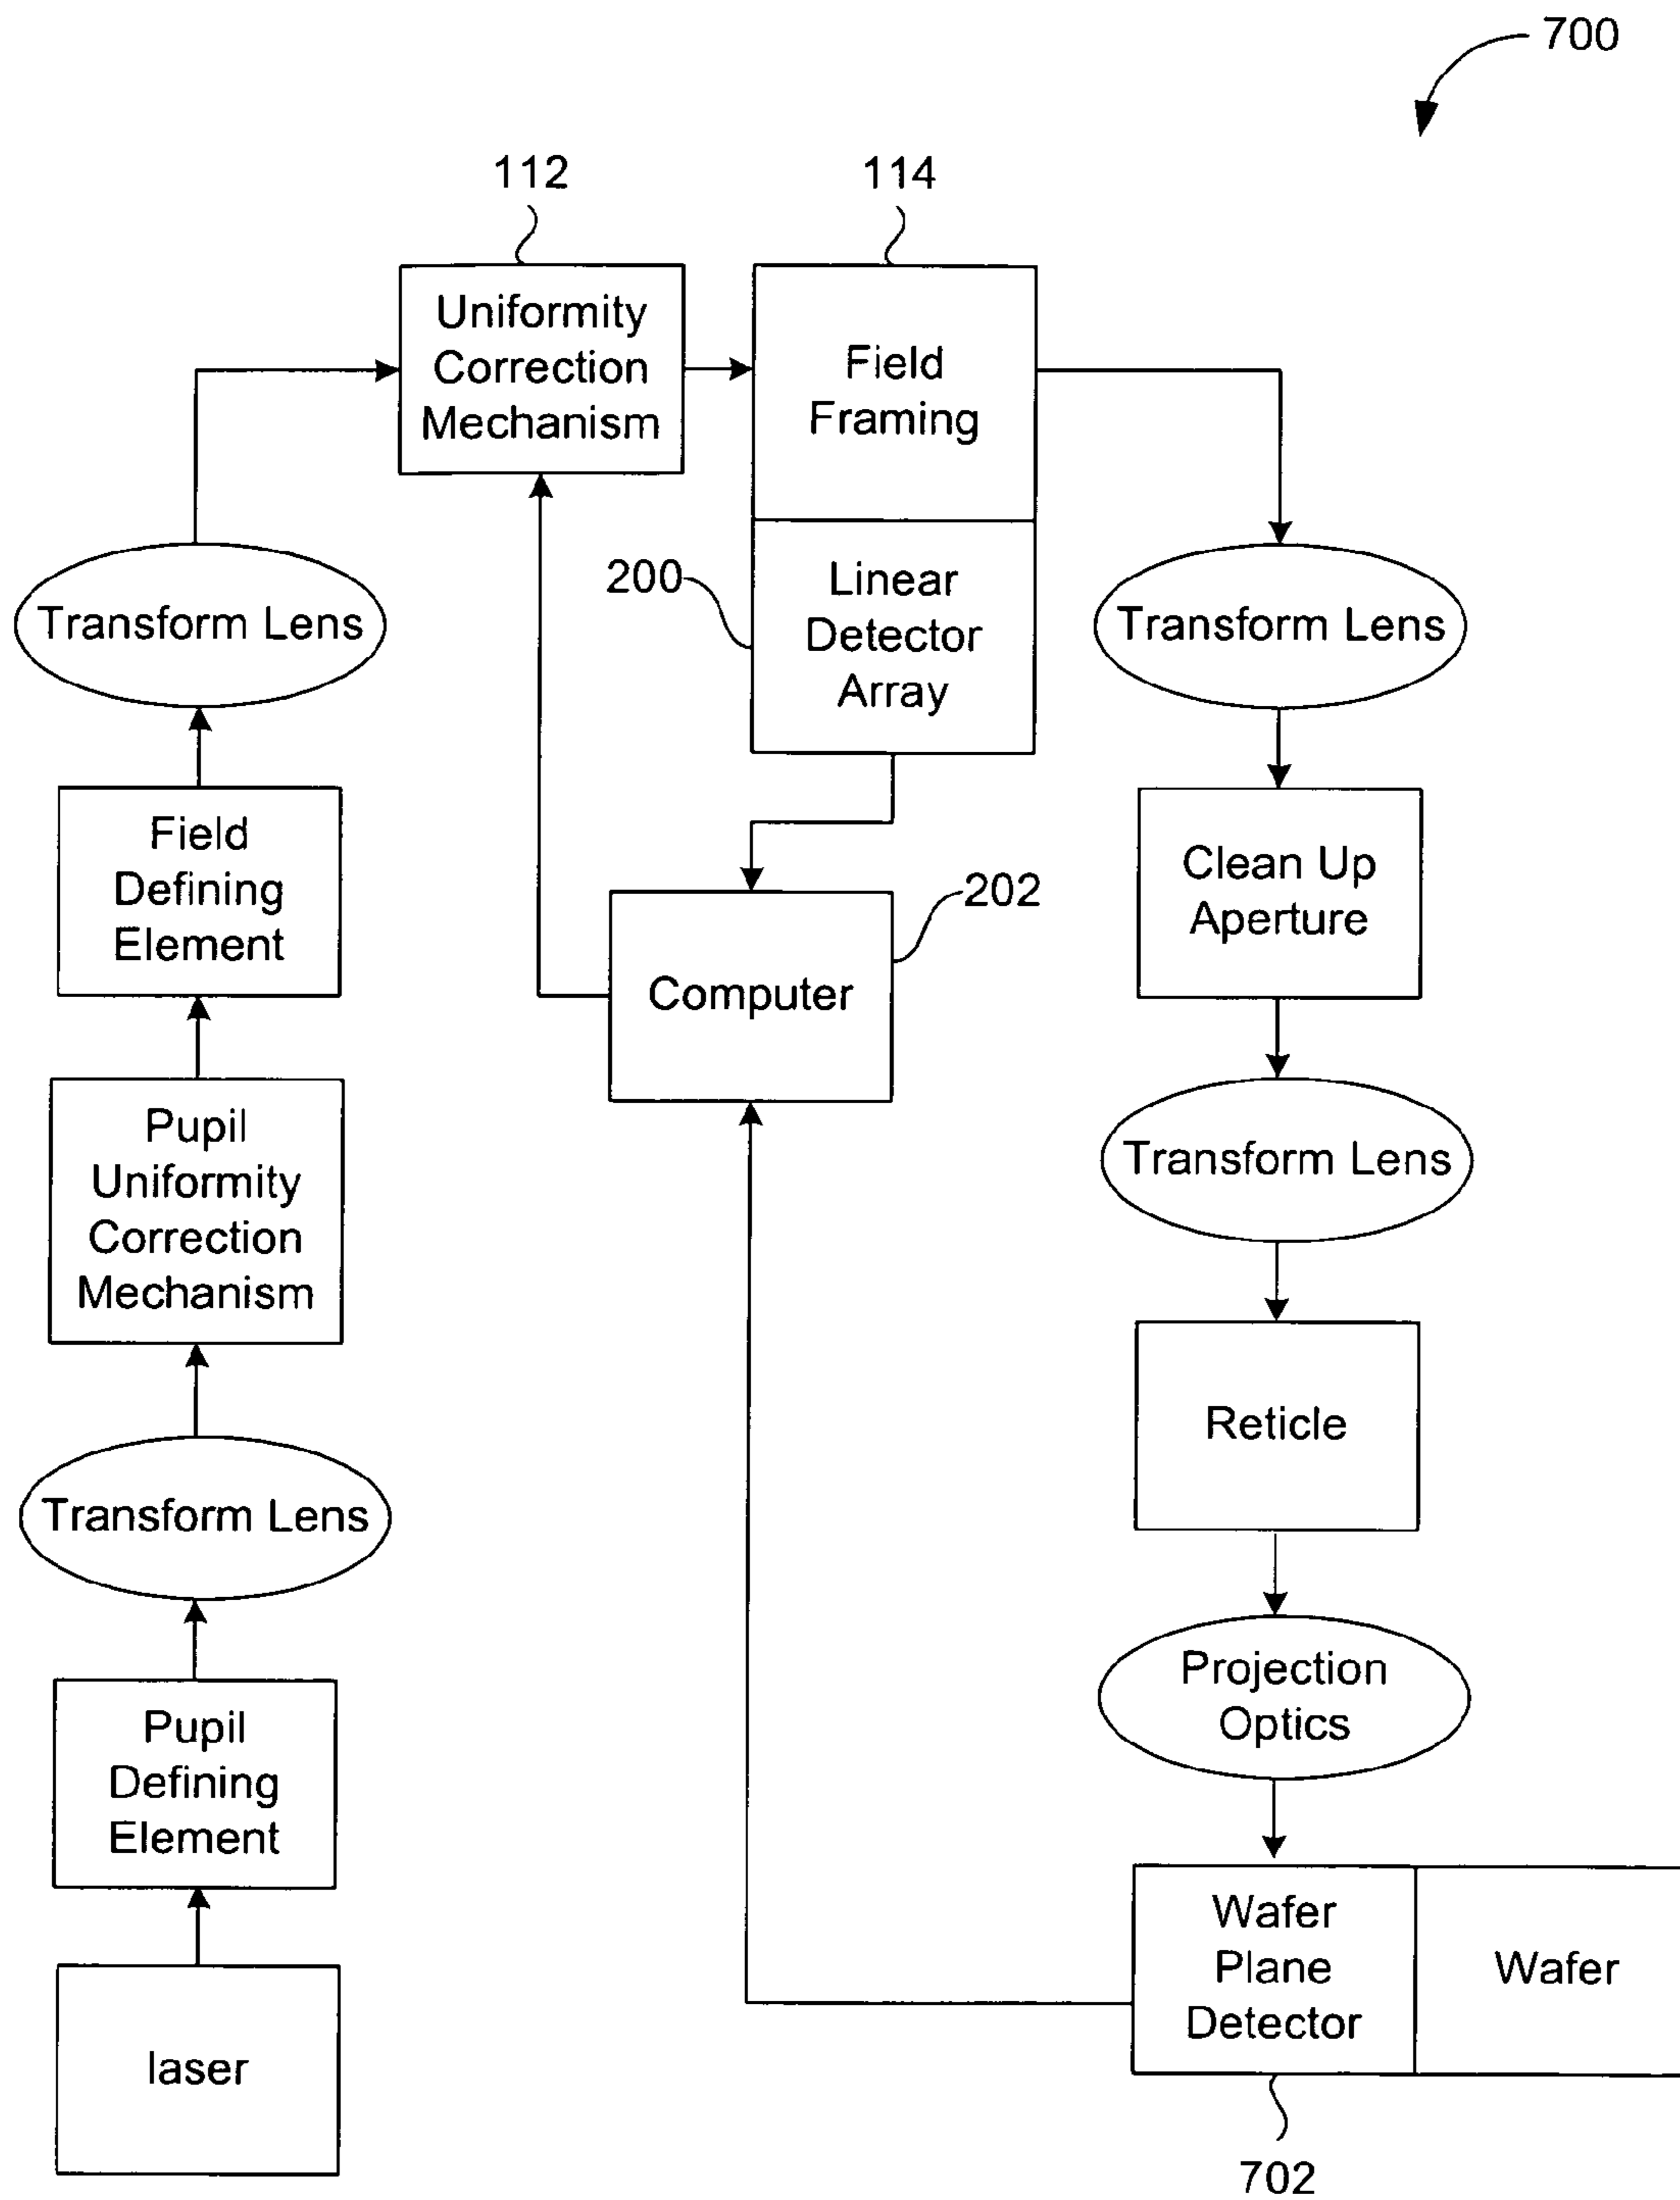 700
112
114
Uniformity
Correction
Mechanism
Field
Framing
200
Linear
Detector
Array
Transform Lens
Transform Lens
Field
Defining
Element
Clean Up
Aperture
202
Computer
Pupil
Uniformity
Correction
Mechanism
Transform Lens
Reticle
Transform Lens
Projection
Optics
Pupil
Defining
Element
Wafer
Plane
Detector
Wafer
laser
702